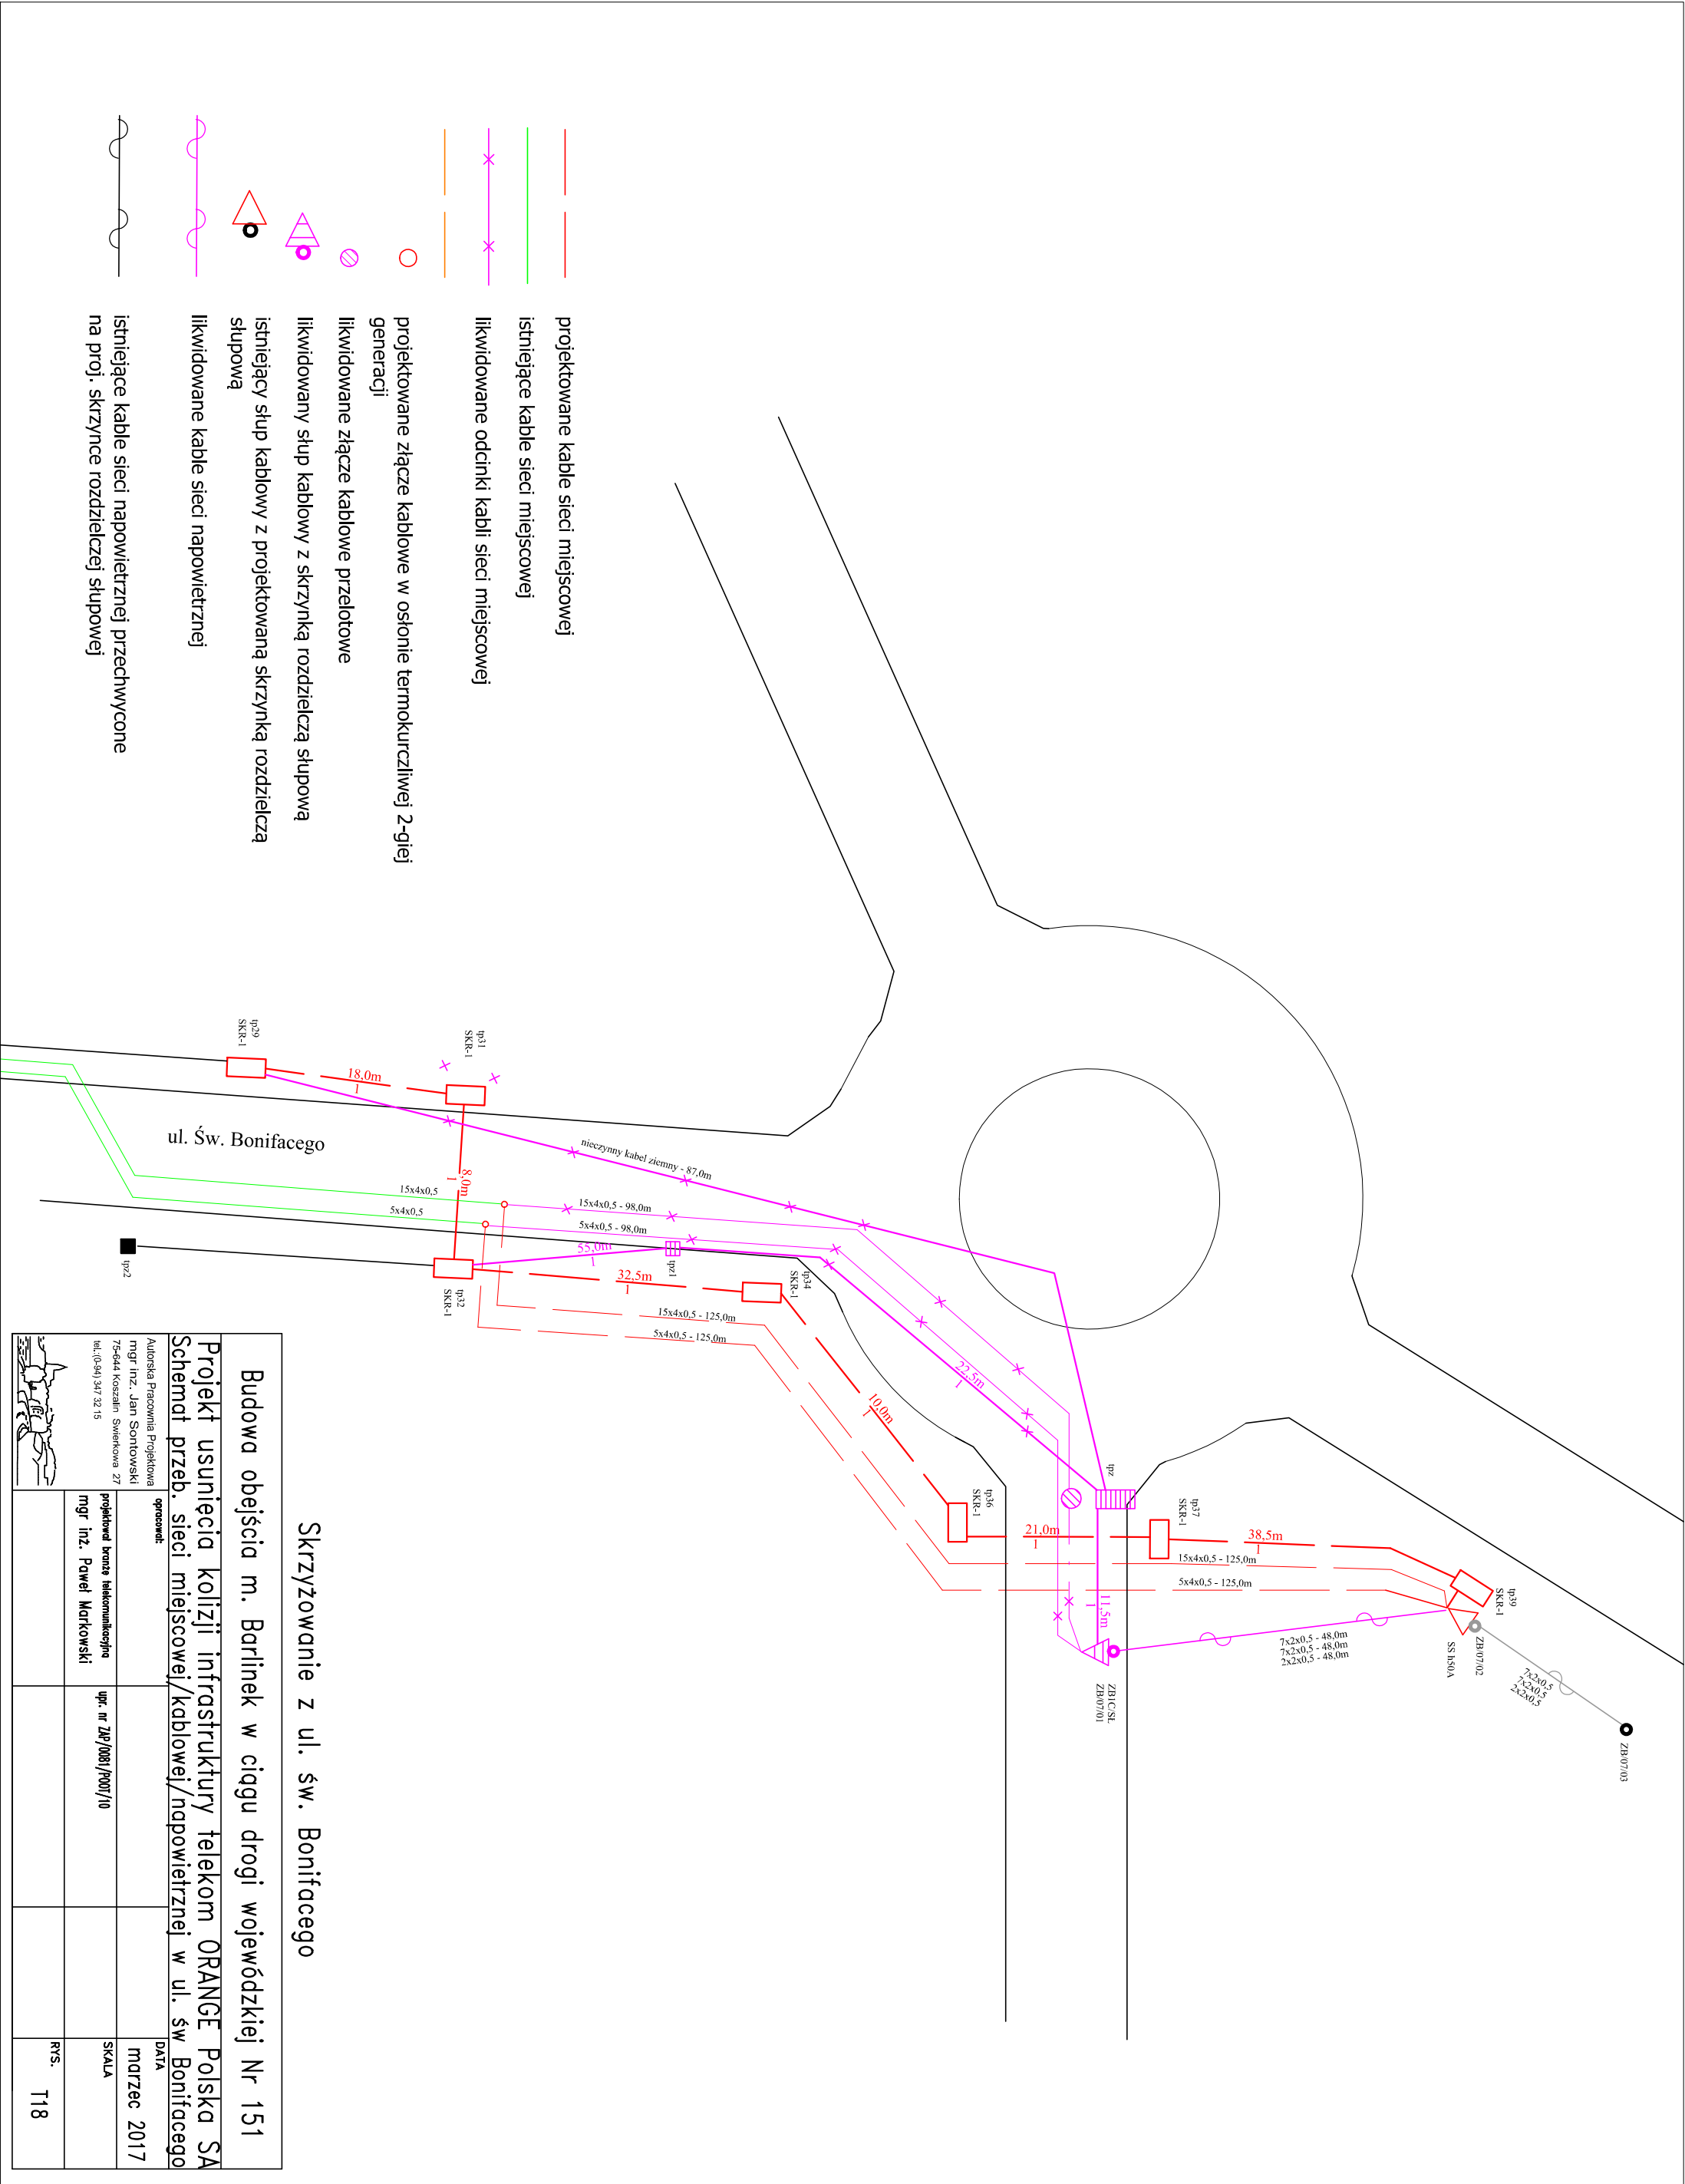 projektowane kable sieci miejscowej
istniejące kable sieci miejscowej
likwidowane odcinki kabli sieci miejscowej
projektowane złącze kablowe w osłonie termokurczliwej 2-giej
generacji
likwidowane złącze kablowe przelotowe
likwidowany słup kablowy z skrzynką rozdzielczą słupową
istniejący słup kablowy z projektowaną skrzynką rozdzielczą
słupową
likwidowane kable sieci napowietrznej
istniejące kable sieci napowietrznej przechwycone
na proj. skrzynce rozdzielczej słupowej
ZB/07/03
7x2x0,5
7x2x0,5
2x2x0,5
tp39
SKR-1
ZB/07/02
SS h50A
7x2x0,5 - 48,0m
7x2x0,5 - 48,0m
2x2x0,5 - 48,0m
38,5m
15x4x0,5 - 125,0m
5x4x0,5 - 125,0m
tp37
SKR-1
tpz
11,5m
ZB1C/SŁ
ZB/07/01
21,0m
tp36
SKR-1
22,5m
10,0m
tp34
SKR-1
nieczynny kabel ziemny - 87,0m
15x4x0,5 - 98,0m
5x4x0,5 - 98,0m
tpz1
55,0m
32,5m
15x4x0,5 - 125,0m
5x4x0,5 - 125,0m
tp31
SKR-1
8,0m
15x4x0,5
5x4x0,5
tp32
SKR-1
18,0m
tp29
SKR-1
ul. Św. Bonifacego
tpz2
Skrzyżowanie z ul. św. Bonifacego
Budowa obejścia m. Barlinek w ciągu drogi wojewódzkiej Nr 151
Projekt usunięcia kolizji infrastruktury telekom ORANGE Polska SA
Schemat przeb. sieci miejscowej/kablowej/napowietrznej w ul. św Bonifacego
Autorska Pracownia Projektowa
mgr inż. Jan Sontowski
75-644 Koszalin Świerkowa 27
tel.:(0-94) 347 32 15
opracował:
projektował branże telekomunikacyjną
mgr inż. Paweł Markowski
upr. nr ZAP/0081/POOT/10
DATA
marzec 2017
SKALA
RYS.
T18